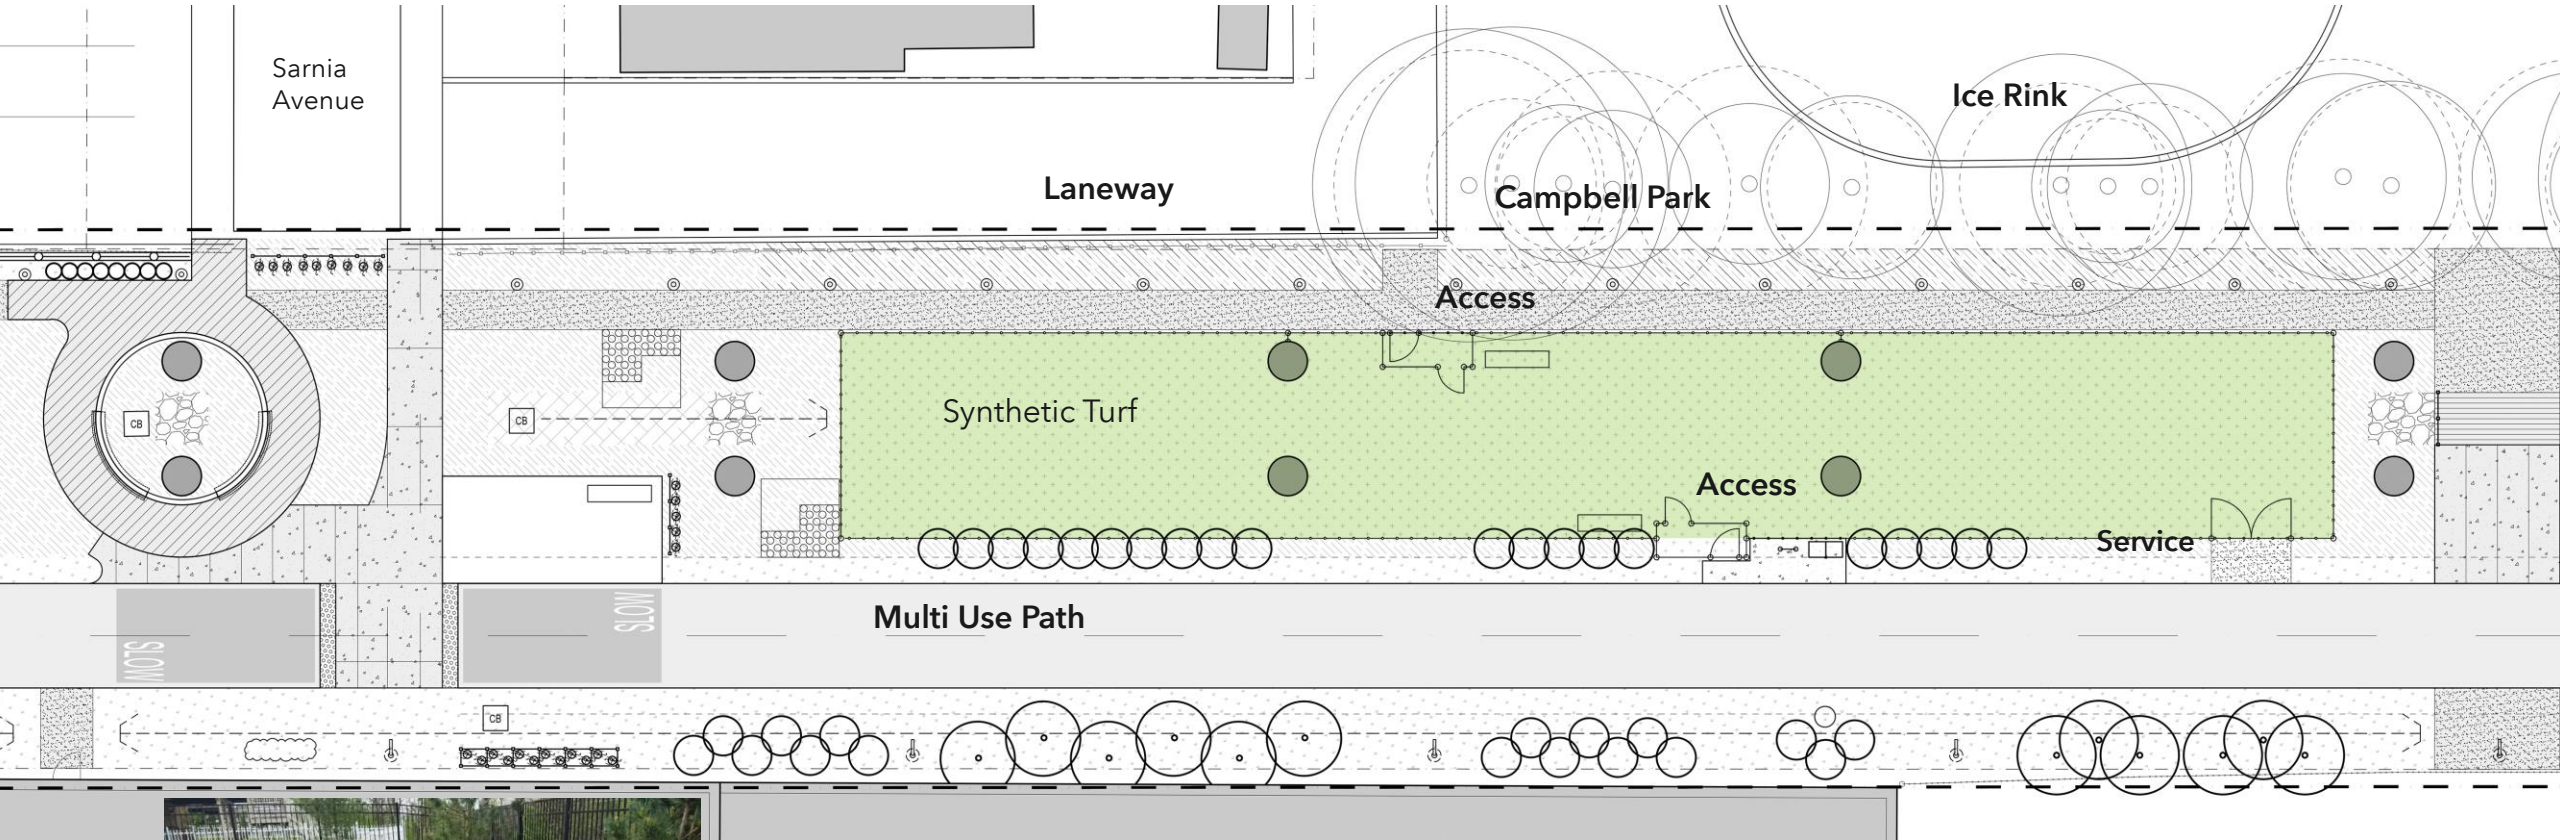 Sarnia
Avenue
Ice Rink
Laneway
Campbell Park
Access
Synthetic Turf
CB
CB
Access
Service
SLOW
Multi Use Path
SLOW
CB